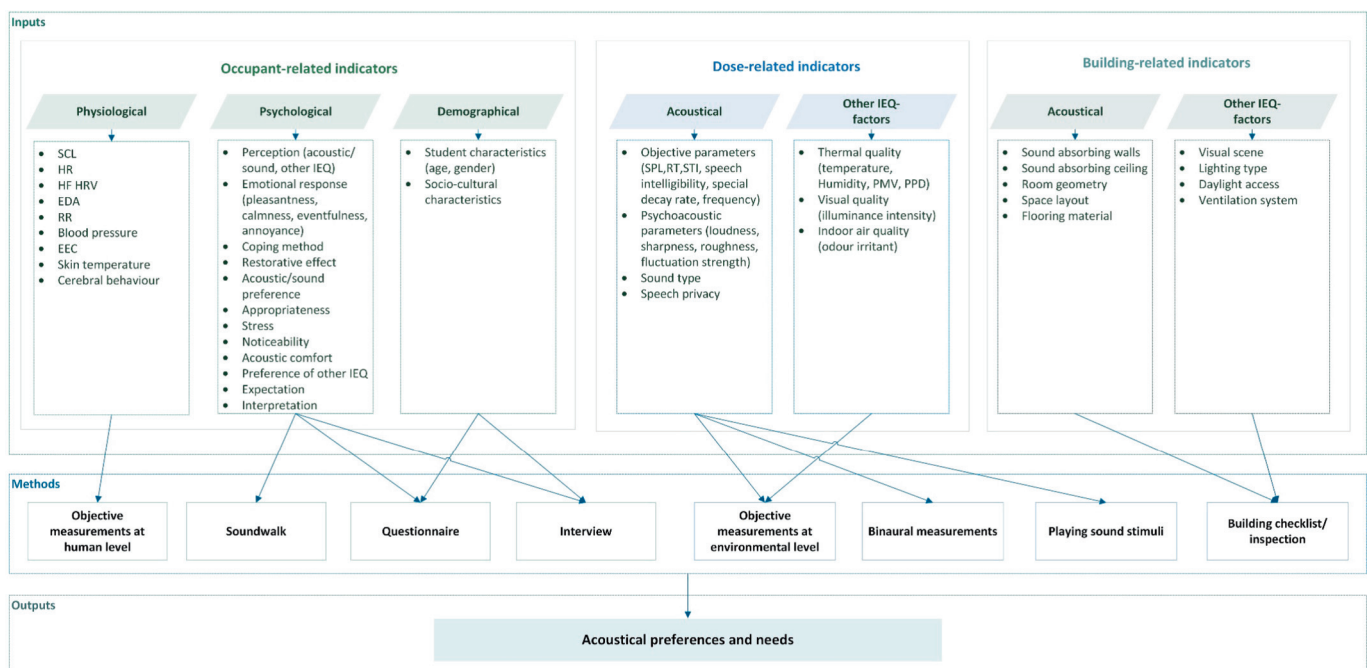 Inputs
Occupant-related indicators
Physiological
• SCL
• HR
• HF HRV
• EDA
• RR
• Blood pressure
• EEC
• Skin temperature
• Cerebral behaviour
Psychological
• Perception (acoustic/
sound, other IEQ)
• Emotional response
(pleasantness,
calmness, eventfulness,
annoyance)
• Coping method
• Restorative effect
• Acoustic/sound
preference
• Appropriateness
• Stress
• Noticeability
• Acoustic comfort
• Preference of other IEQ
• Expectation
• Interpretation
Demographical
• Student characteristics
(age, gender)
• Socio-cultural
characteristics
Dose-related indicators
Acoustical
• Objective parameters
(SPL,RT,STI, speech
intelligibility, special
decay rate, frequency)
• Psychoacoustic
parameters (loudness,
sharpness, roughness,
fluctuation strength)
• Sound type
• Speech privacy
Other IEQ-
factors
• Thermal quality
(temperature,
Humidity, PMV, PPD)
• Visual quality
(illuminance intensity)
• Indoor air quality
(odour irritant)
Building-related indicators
Acoustical
• Sound absorbing walls
• Sound absorbing ceiling
• Room geometry
• Space layout
• Flooring material
Other IEQ-
factors
• Visual scene
• Lighting type
• Daylight access
• Ventilation system
Methods
Objective
measurements at
human level
Soundwalk
Questionnaire
Interview
Objective
measurements at
environmental level
Binaural measurements
Playing sound stimuli
Building checklist/
inspection
Outputs
Acoustical preferences and needs